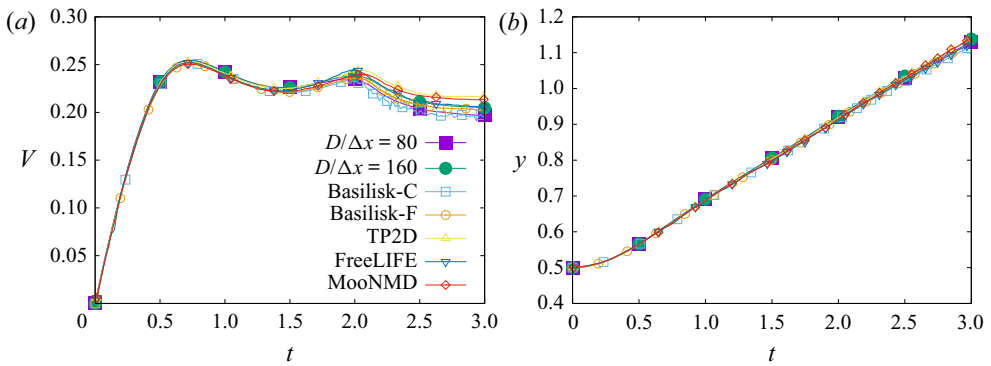 (a)
0.30
0.25
0.20
V
0.15
0.10
0.05
0
0.5
1.0
1.5
2.0
2.5
3.0
t
D/Δx = 80
D/Δx = 160
Basilisk-C
Basilisk-F
TP2D
FreeLIFE
MooNMD
(b)
1.2
1.1
1.0
0.9
0.8
y
0.7
0.6
0.5
0.4
0
0.5
1.0
1.5
2.0
2.5
3.0
t